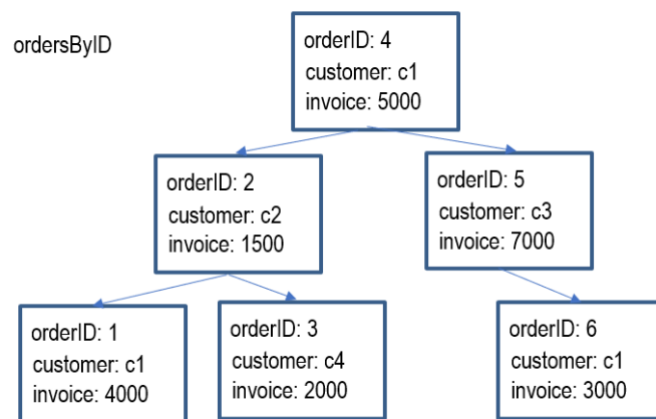 ordersByID
orderID: 4
customer: c1
invoice: 5000
orderID: 2
customer: c2
invoice: 1500
orderID: 5
customer: c3
invoice: 7000
orderID: 1
customer: c1
invoice: 4000
orderID: 3
customer: c4
invoice: 2000
orderID: 6
customer: c1
invoice: 3000